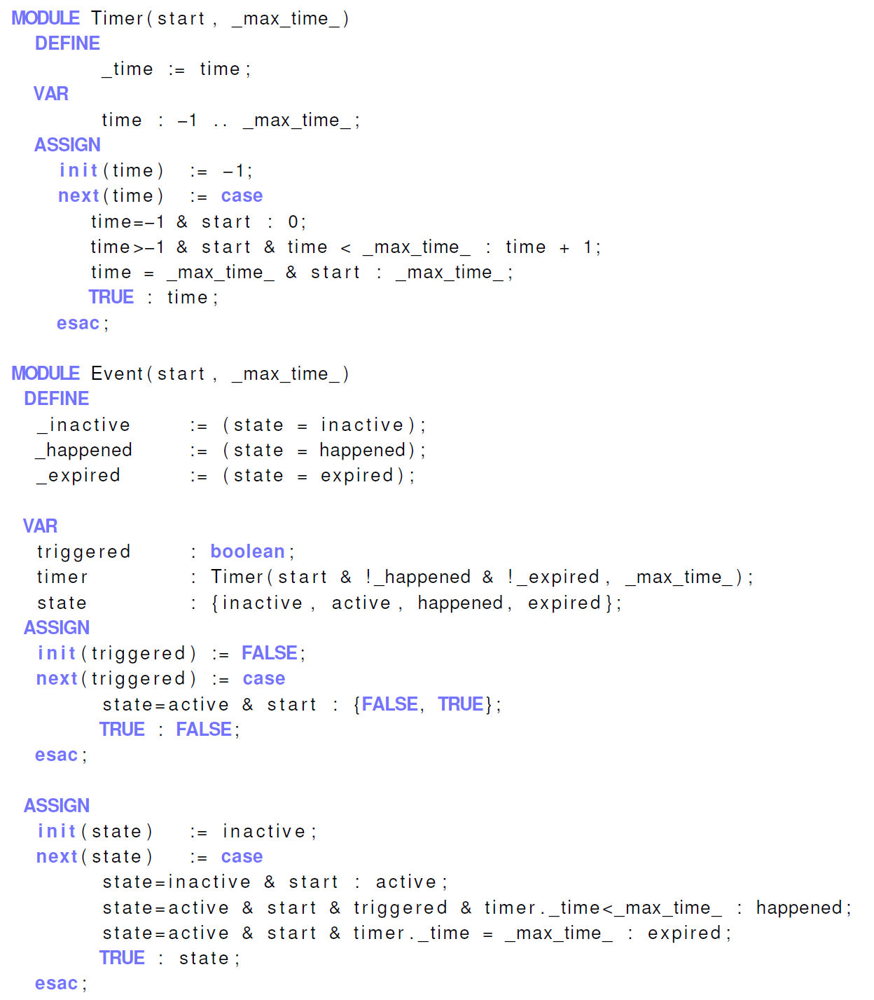 MODULE Timer(start, _max_time_)
DEFINE
_time := time;
VAR
time : -1 .. _max_time_;
ASSIGN
init(time) := -1;
next(time) := case
time=-1 & start : 0;
time>-1 & start & time < _max_time_ : time + 1;
time = _max_time_ & start : _max_time_;
TRUE : time;
esac;
MODULE Event(start, _max_time_)
DEFINE
_inactive := (state = inactive);
_happened := (state = happened);
_expired := (state = expired);
VAR
triggered : boolean;
timer : Timer(start & !_happened & !_expired, _max_time_);
state : {inactive, active, happened, expired};
ASSIGN
init(triggered) := FALSE;
next(triggered) := case
state=active & start : {FALSE, TRUE};
TRUE : FALSE;
esac;
ASSIGN
init(state) := inactive;
next(state) := case
state=inactive & start : active;
state=active & start & triggered & timer._time<_max_time_ : happened;
state=active & start & timer._time = _max_time_ : expired;
TRUE : state;
esac;